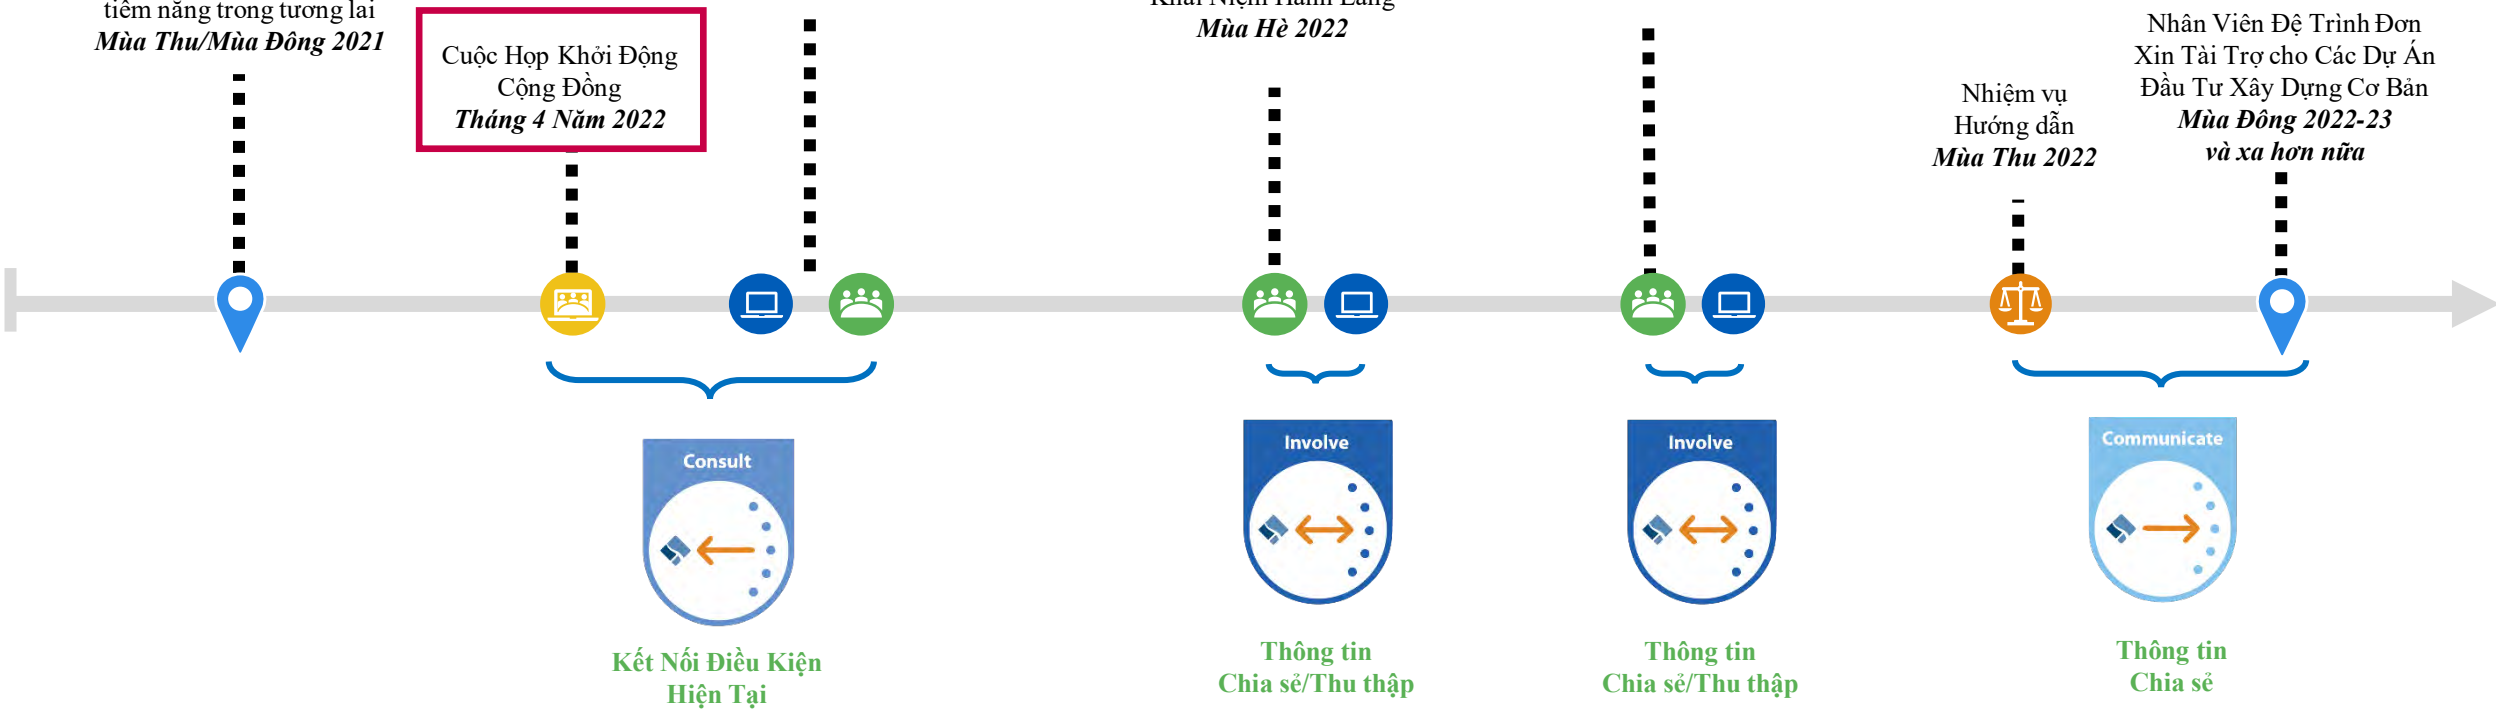 tiềm năng trong tương lai
Mùa Thu/Mùa Đông 2021
Cuộc Họp Khởi Động
Cộng Đồng
Tháng 4 Năm 2022
Khái Niệm Hành Lang
Mùa Hè 2022
Nhiệm vụ
Hướng dẫn
Mùa Thu 2022
Nhân Viên Đệ Trình Đơn
Xin Tài Trợ cho Các Dự Án
Đầu Tư Xây Dựng Cơ Bản
Mùa Đông 2022-23
và xa hơn nữa
Consult
Kết Nối Điều Kiện
Hiện Tại
Involve
Thông tin
Chia sẻ/Thu thập
Involve
Thông tin
Chia sẻ/Thu thập
Communicate
Thông tin
Chia sẻ